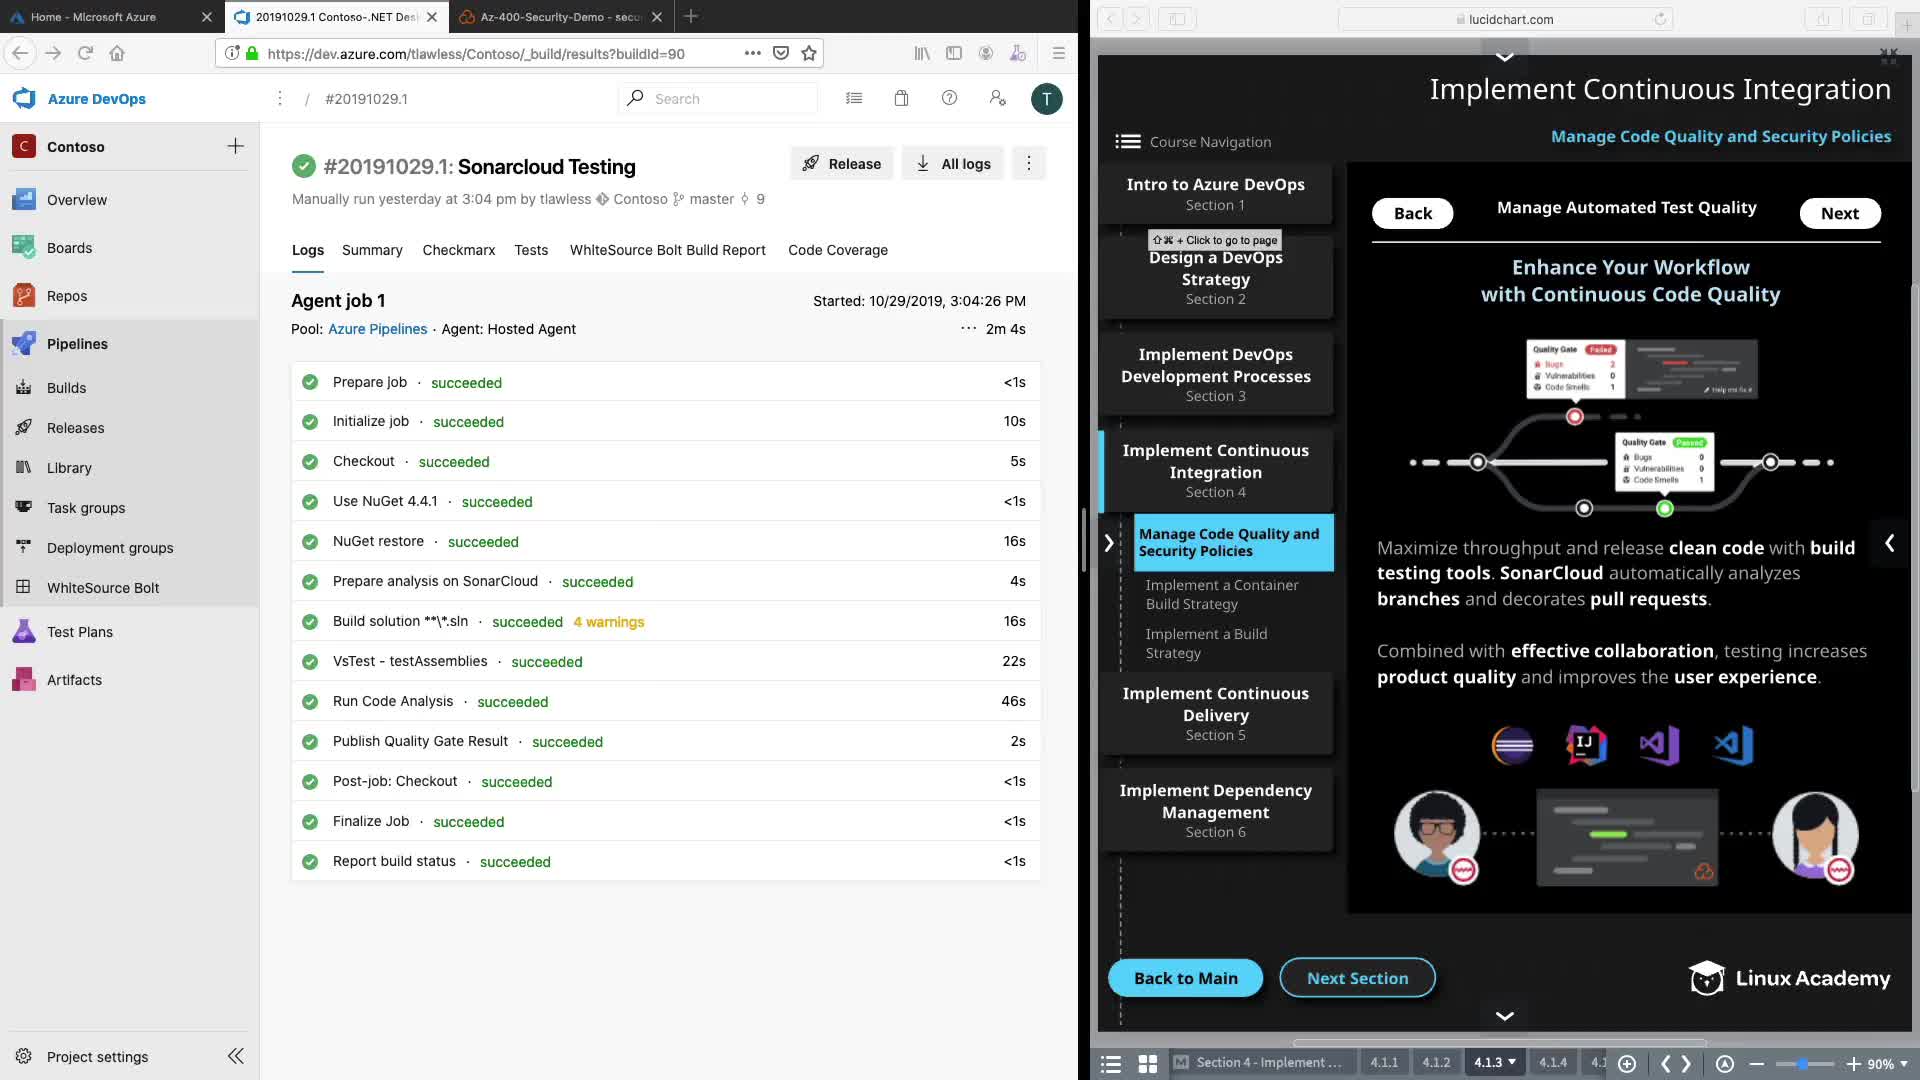 Home - Microsoft Azure
20191029.1 Contoso-.NET Des
Az-400-Security-Demo - secu
https://dev.azure.com/tlawless/Contoso/_build/results?buildId=90
Azure DevOps
/ #20191029.1
Search
T
C Contoso
Overview
Boards
Repos
Pipelines
Builds
Releases
Library
Task groups
Deployment groups
WhiteSource Bolt
Test Plans
Artifacts
Project settings
#20191029.1: Sonarcloud Testing
Release
All logs
Manually run yesterday at 3:04 pm by tlawless Contoso master 9
Logs Summary Checkmarx Tests WhiteSource Bolt Build Report Code Coverage
Agent job 1
Started: 10/29/2019, 3:04:26 PM
Pool: Azure Pipelines · Agent: Hosted Agent
··· 2m 4s
Prepare job · succeeded <1s
Initialize job · succeeded 10s
Checkout · succeeded 5s
Use NuGet 4.4.1 · succeeded <1s
NuGet restore · succeeded 16s
Prepare analysis on SonarCloud · succeeded 4s
Build solution **\*.sln · succeeded 4 warnings 16s
VsTest - testAssemblies · succeeded 22s
Run Code Analysis · succeeded 46s
Publish Quality Gate Result · succeeded 2s
Post-job: Checkout · succeeded <1s
Finalize Job · succeeded <1s
Report build status · succeeded <1s
lucidchart.com
Implement Continuous Integration
Manage Code Quality and Security Policies
Course Navigation
Intro to Azure DevOps
Section 1
⇧⌘ + Click to go to page
Design a DevOps
Strategy
Section 2
Implement DevOps
Development Processes
Section 3
Implement Continuous
Integration
Section 4
Manage Code Quality and
Security Policies
Implement a Container
Build Strategy
Implement a Build
Strategy
Implement Continuous
Delivery
Section 5
Implement Dependency
Management
Section 6
Back to Main
Next Section
Back
Manage Automated Test Quality
Next
Enhance Your Workflow
with Continuous Code Quality
Quality Gate Failed
Bugs 2
Vulnerabilities 0
Code Smells 1
Help me fix it
Quality Gate Passed
Bugs 0
Vulnerabilities 0
Code Smells 1
Maximize throughput and release clean code with build
testing tools. SonarCloud automatically analyzes
branches and decorates pull requests.
Combined with effective collaboration, testing increases
product quality and improves the user experience.
IJ
Linux Academy
Section 4 - Implement ...
4.1.1
4.1.2
4.1.3
4.1.4
4.1
90%